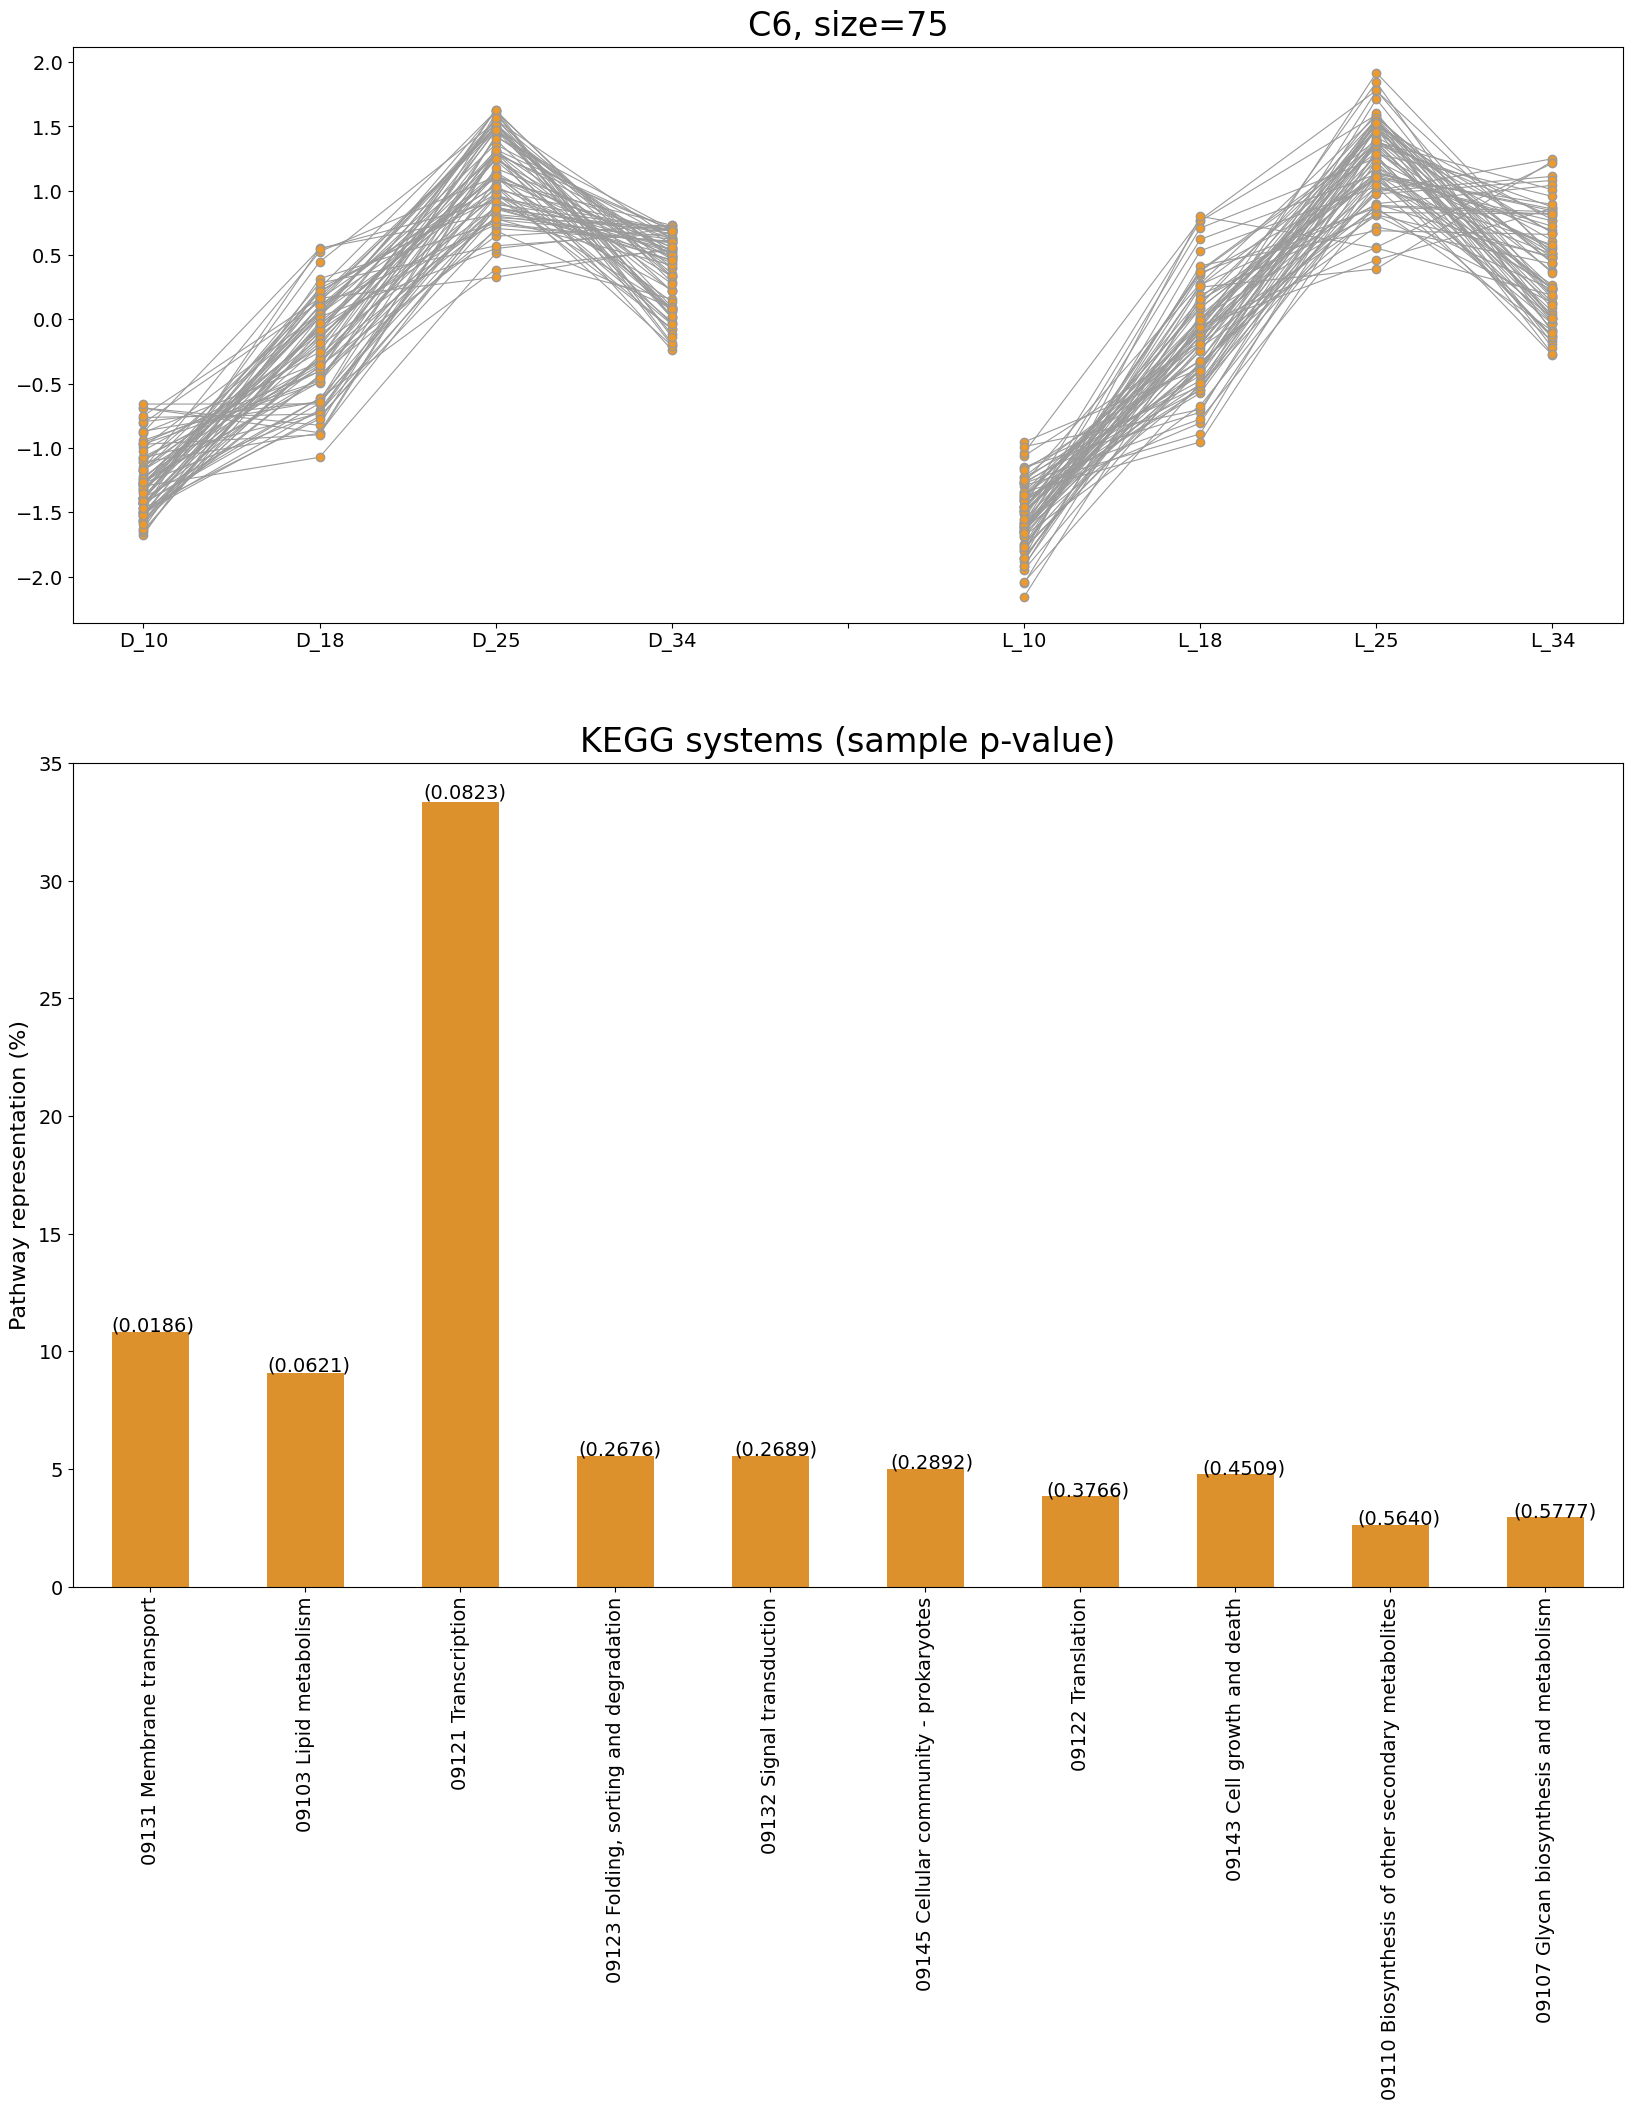 C6, size=75
2.0
1.5
1.0
0.5
0.0
−0.5
−1.0
−1.5
−2.0
D_10 D_18 D_25 D_34 L_10 L_18 L_25 L_34
KEGG systems (sample p-value)
Pathway representation (%)
35
30
25
20
15
10
5
0
(0.0186)
(0.0621)
(0.0823)
(0.2676)
(0.2689)
(0.2892)
(0.3766)
(0.4509)
(0.5640)
(0.5777)
09131 Membrane transport
09103 Lipid metabolism
09121 Transcription
09123 Folding, sorting and degradation
09132 Signal transduction
09145 Cellular community - prokaryotes
09122 Translation
09143 Cell growth and death
09110 Biosynthesis of other secondary metabolites
09107 Glycan biosynthesis and metabolism